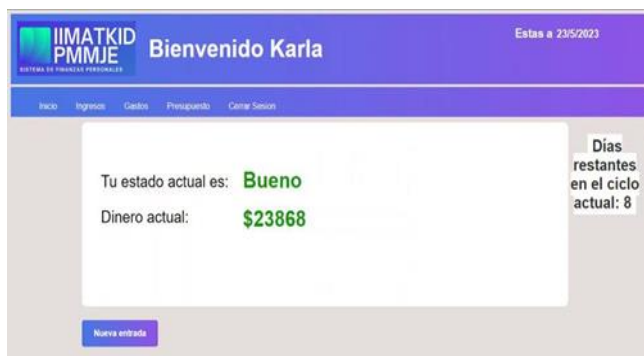 IIMATKID
PMMJE
SISTEMA DE FINANZAS PERSONALES
Bienvenido Karla
Estas a 23/5/2023
Inicio Ingresos Gastos Presupuesto Cerrar Sesion
Tu estado actual es: Bueno
Dinero actual: $23868
Días
restantes
en el ciclo
actual: 8
Nueva entrada